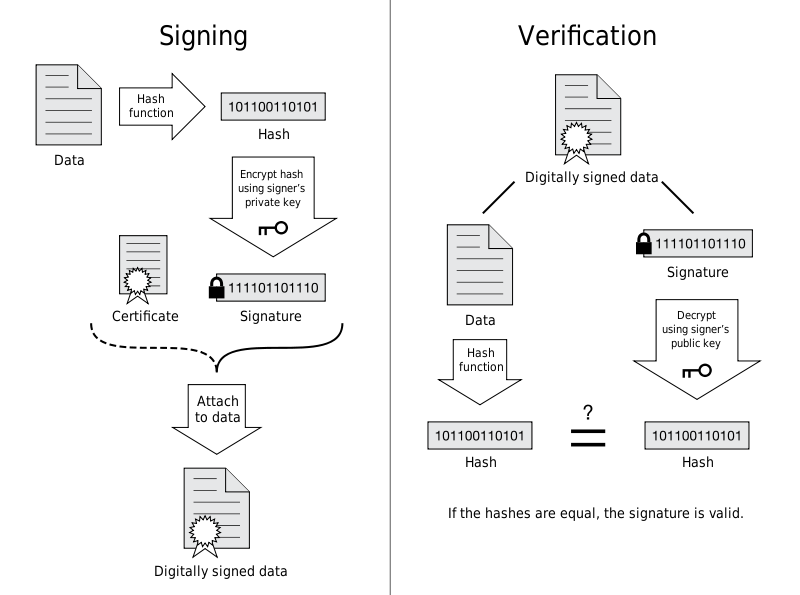 Signing
Hash
function
101100110101
Hash
Data
Encrypt hash
using signer's
private key
111101101110
Certificate
Signature
Attach
to data
Digitally signed data
Verification
Digitally signed data
111101101110
Signature
Data
Decrypt
using signer's
public key
Hash
function
?
101100110101
101100110101
Hash
Hash
If the hashes are equal, the signature is valid.